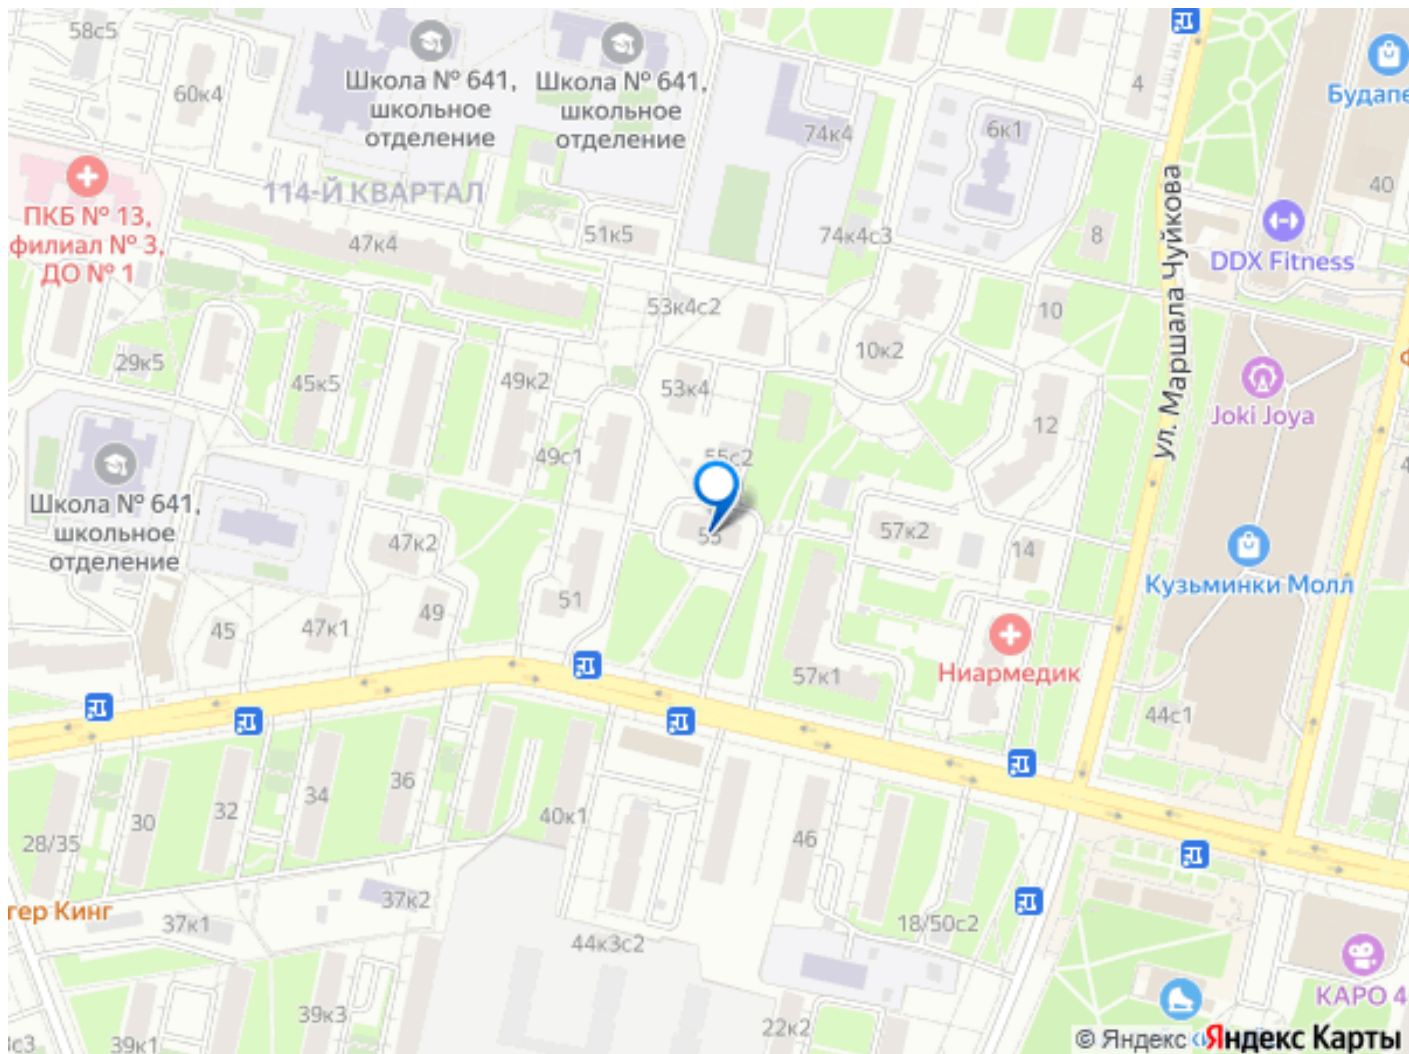 58с5
60к4
Школа № 641,
школьное
отделение
Школа № 641,
школьное
отделение
74к4
4
6к1
Будапе
40
ПКБ № 13,
филиал № 3,
ДО № 1
114-Й КВАРТАЛ
47к4
51к5
74к4с3
8
ул. Маршала Чуйкова
DDX Fitness
53к4с2
10
10к2
29к5
45к5
49к2
53к4
12
Joki Joya
49с1
55с2
Школа № 641,
школьное
отделение
47к2
55
57к2
14
Кузьминки Молл
45
47к1
49
51
57к1
Ниармедик
44с1
28/35
30
32
34
36
40к1
46
гер Кинг
37к1
37к2
44к3с2
18/50с2
39к3
39к1
22к2
КАРО 4
© Яндекс
Яндекс Карты